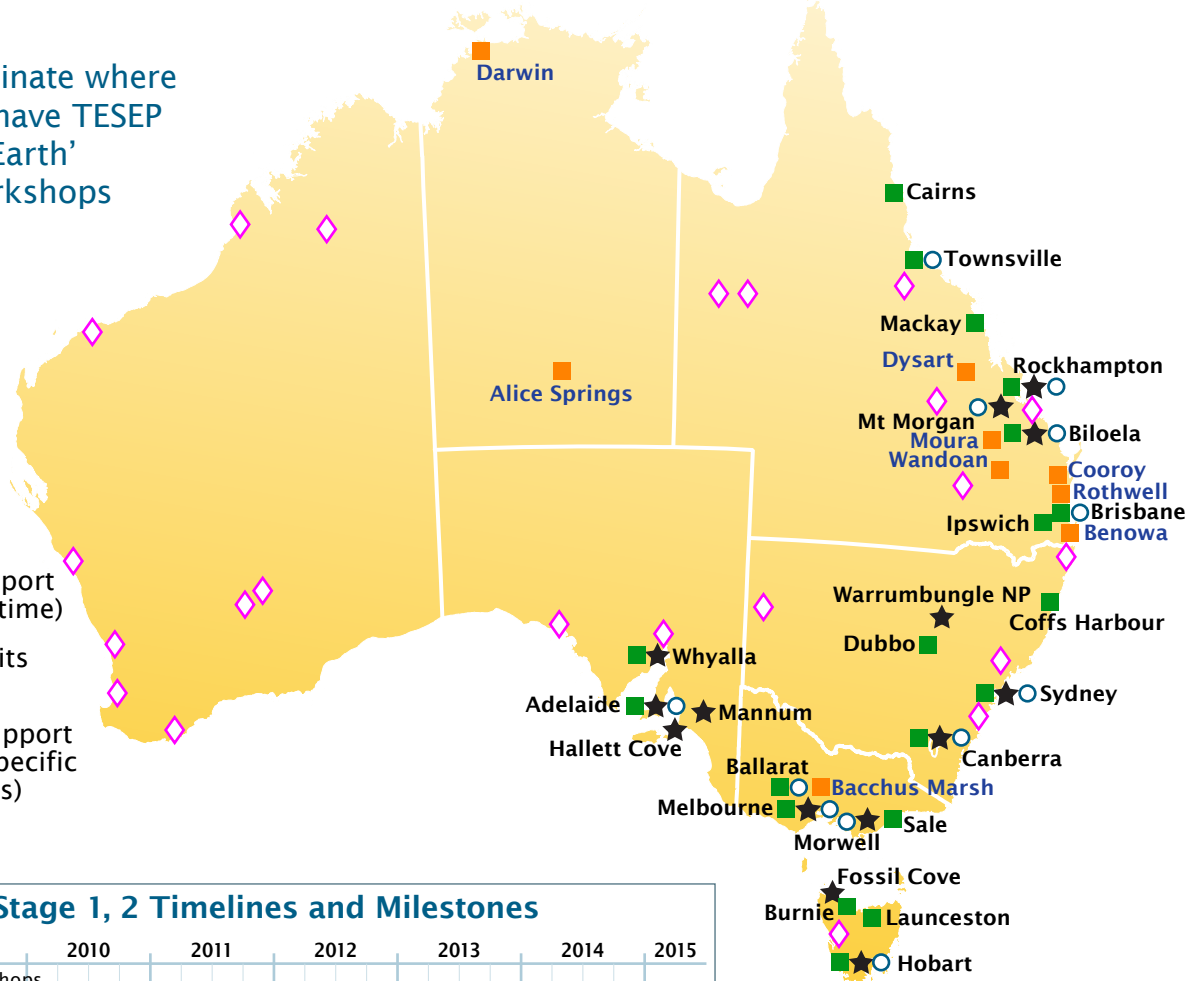 inate where
have TESEP
Earth'
rkshops
Darwin
Cairns
Townsville
Mackay
Dysart
Rockhampton
Alice Springs
Mt Morgan
Moura
Biloela
Wandoan
Cooroy
Rothwell
Brisbane
Ipswich
Benowa
pport
time)
its
pport
pecific
s)
Warrumbungle NP
Coffs Harbour
Dubbo
Whyalla
Sydney
Adelaide
Mannum
Hallett Cove
Canberra
Ballarat
Bacchus Marsh
Melbourne
Sale
Morwell
Fossil Cove
Burnie
Launceston
Hobart
Stage 1, 2 Timelines and Milestones
2010 2011 2012 2013 2014 2015
hops